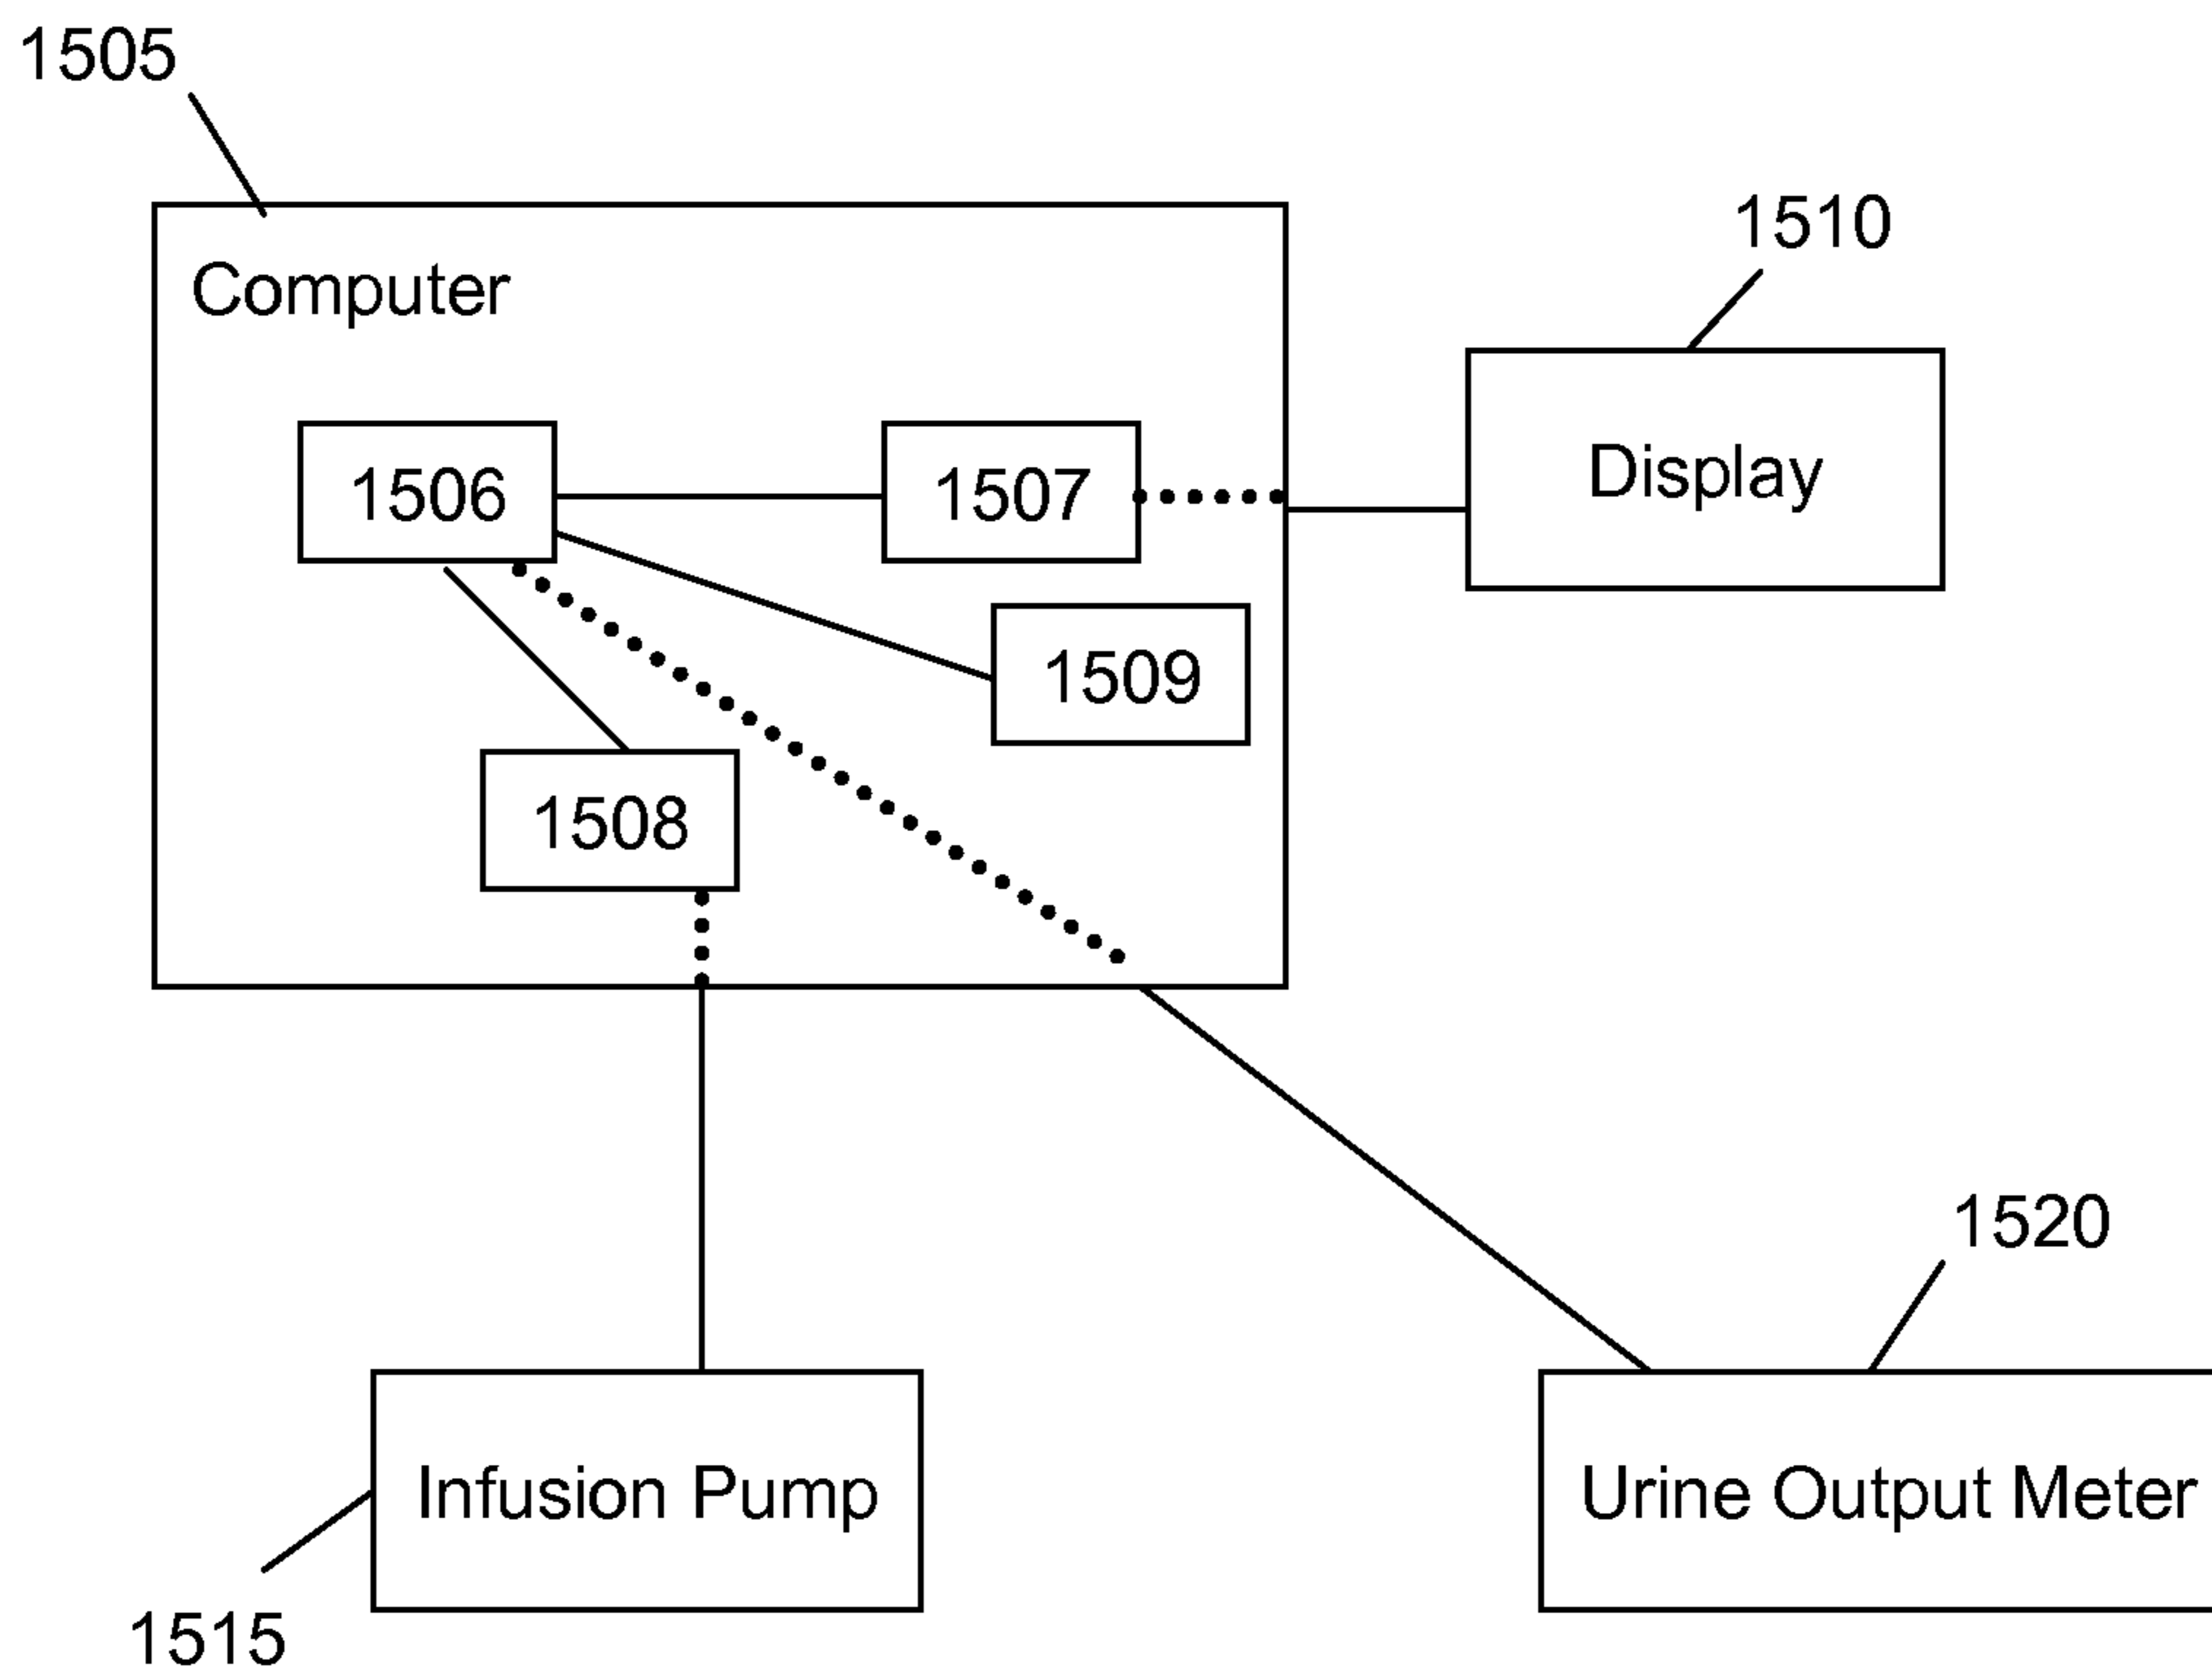 1505
1510
Computer
Display
1506
1507
1509
1508
1520
Infusion Pump
Urine Output Meter
1515